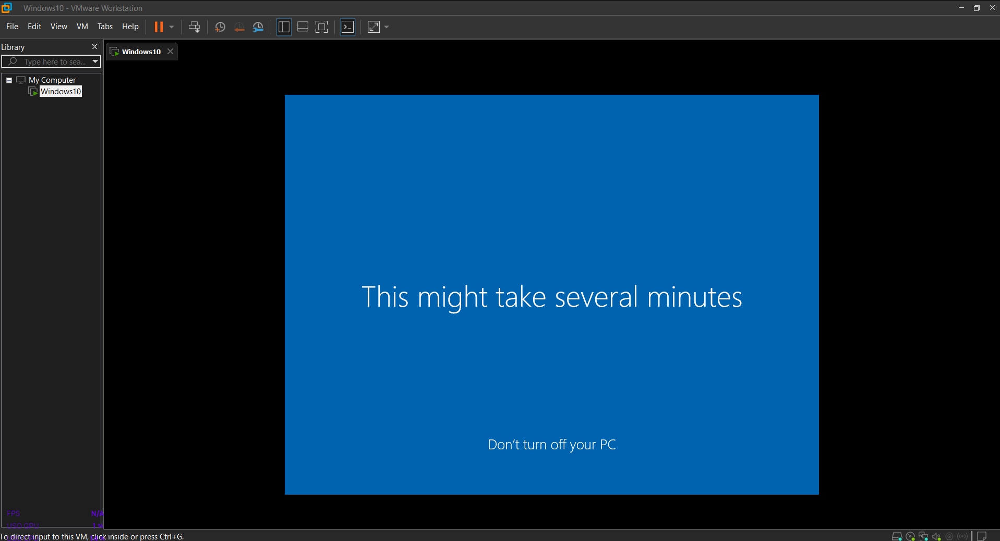 Windows10 - VMware Workstation
File Edit View VM Tabs Help
Library
Type here to sea...
Windows10
My Computer
Windows10
This might take several minutes
Don't turn off your PC
FPS N/A
USO GPU 1 %
To direct input to this VM, click inside or press Ctrl+G.